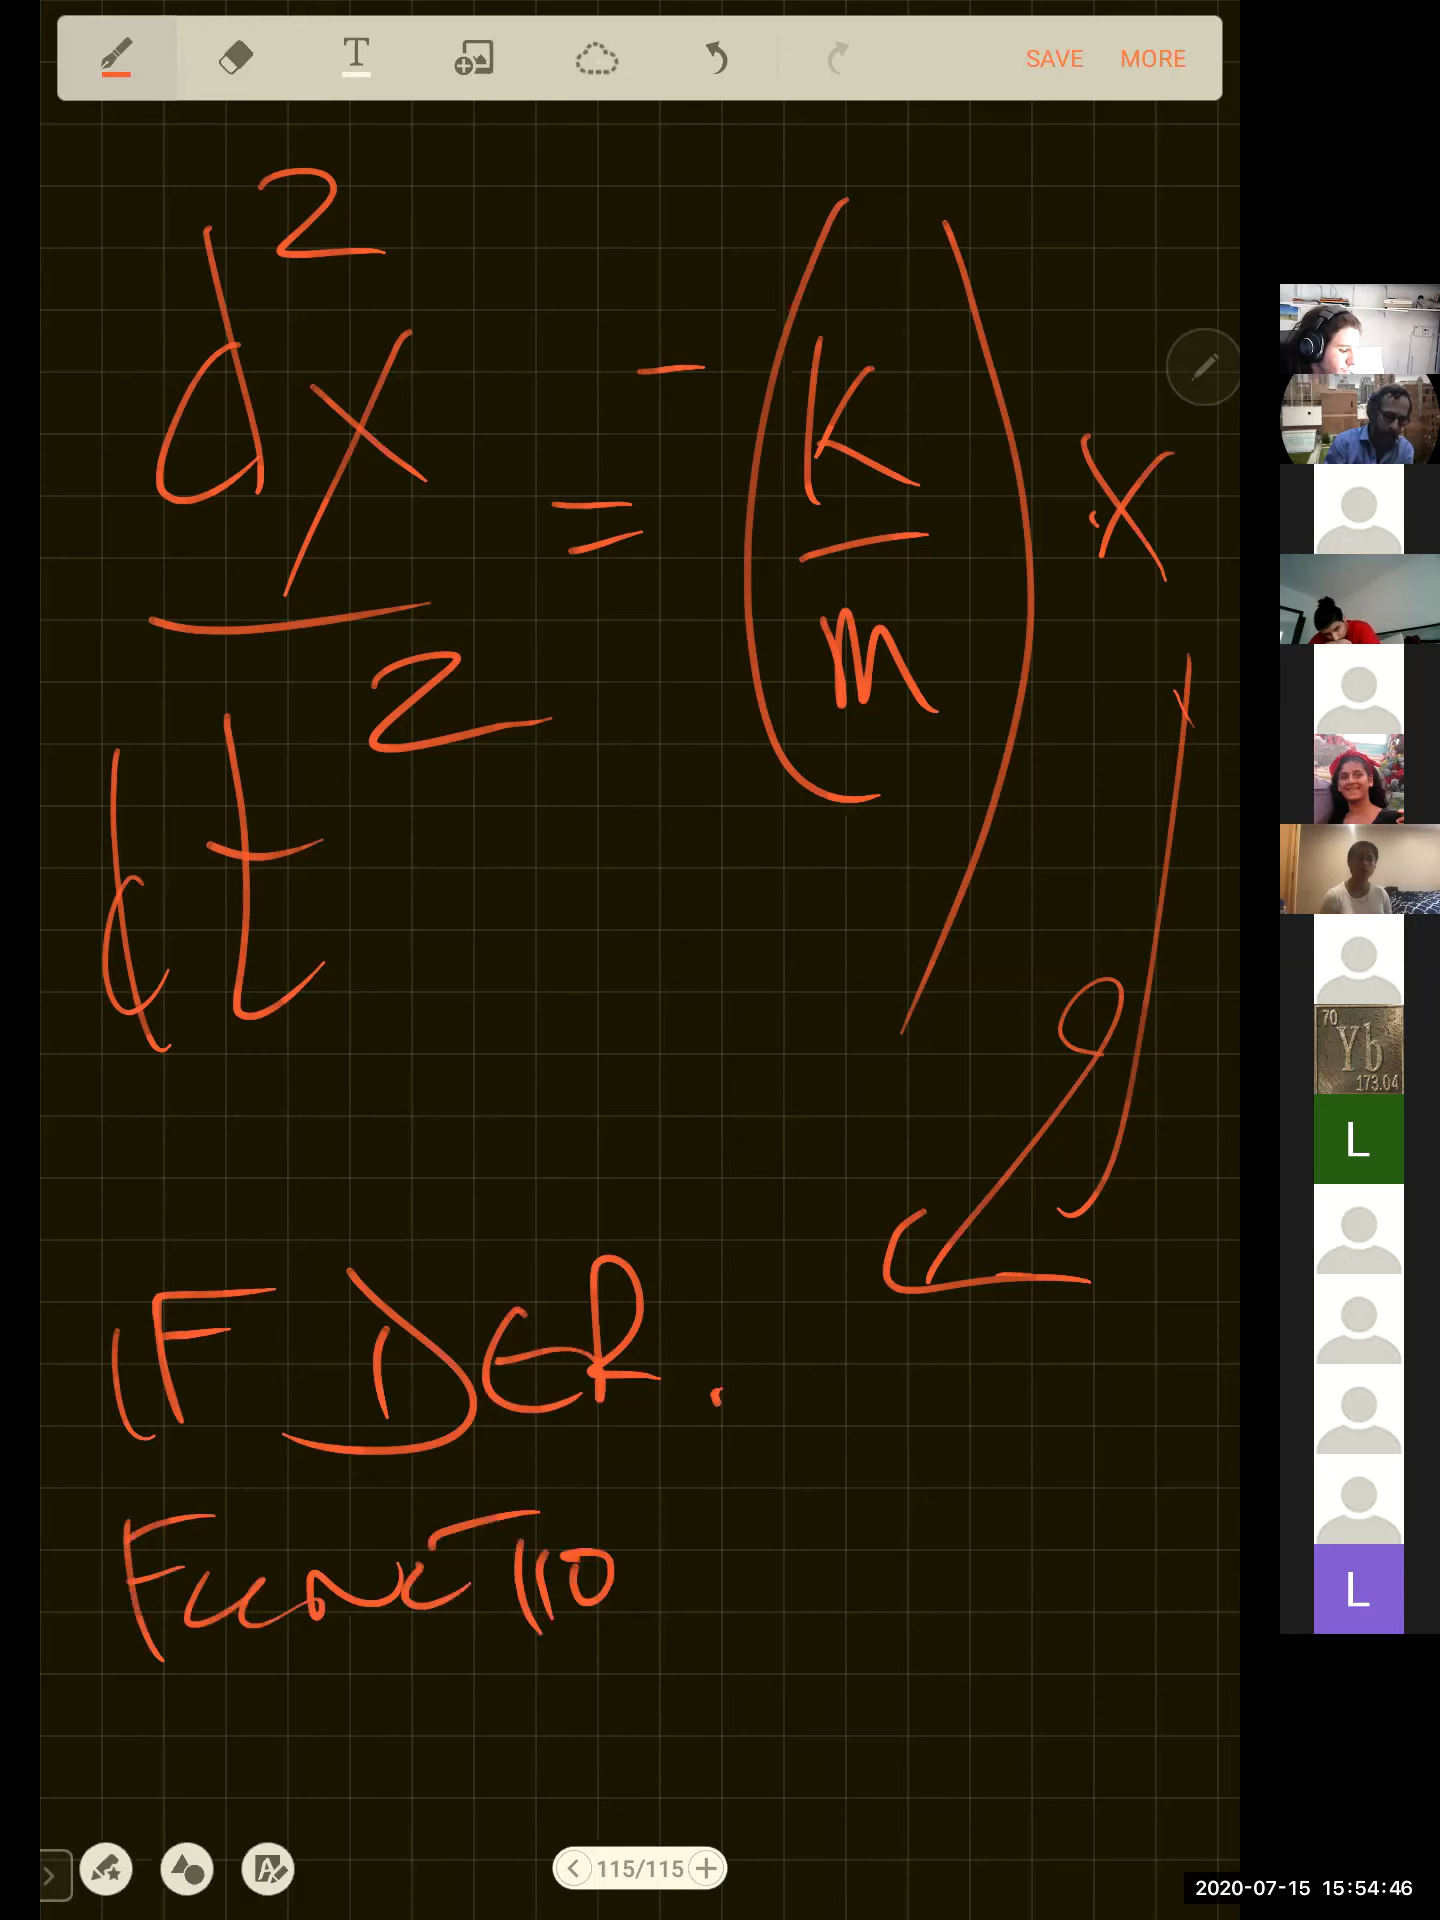 T SAVE MORE
d²x/dt² = -(k/m).x
IF DER.
FUNCTIO
70
Yb
173.04
L
L
115/115
2020-07-15 15:54:46